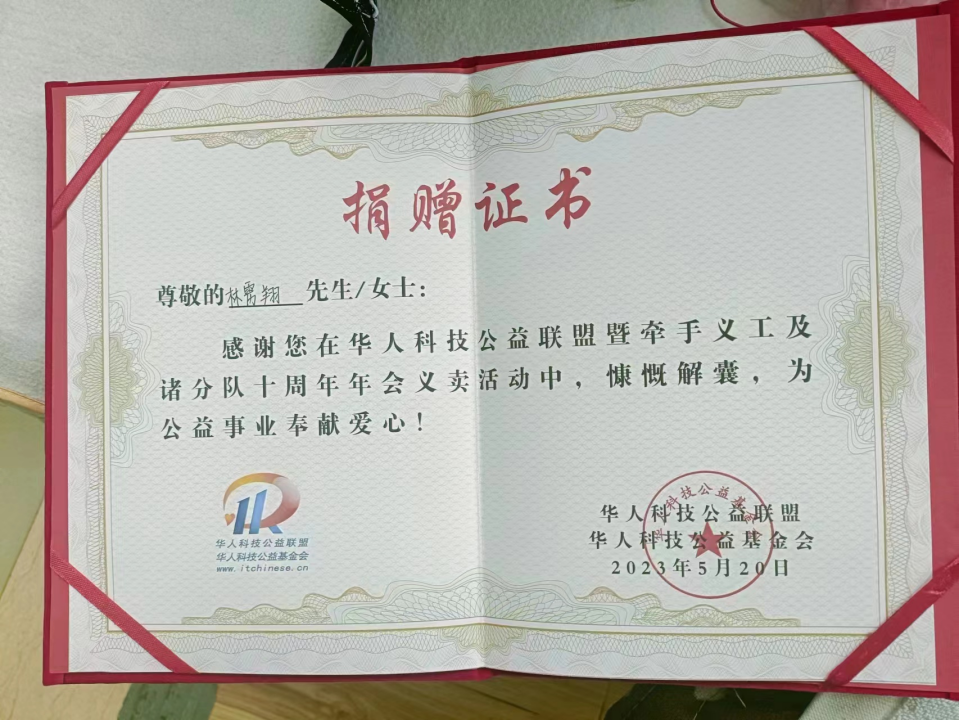 捐赠证书
尊敬的林霄翔 先生/女士：
感谢您在华人科技公益联盟暨牵手义工及
诸分队十周年年会义卖活动中，慷慨解囊，为
公益事业奉献爱心！
华人科技公益联盟
华人科技公益基金会
www.itchinese.cn
华人科技公益联盟
华人科技公益基金会
2023年5月20日